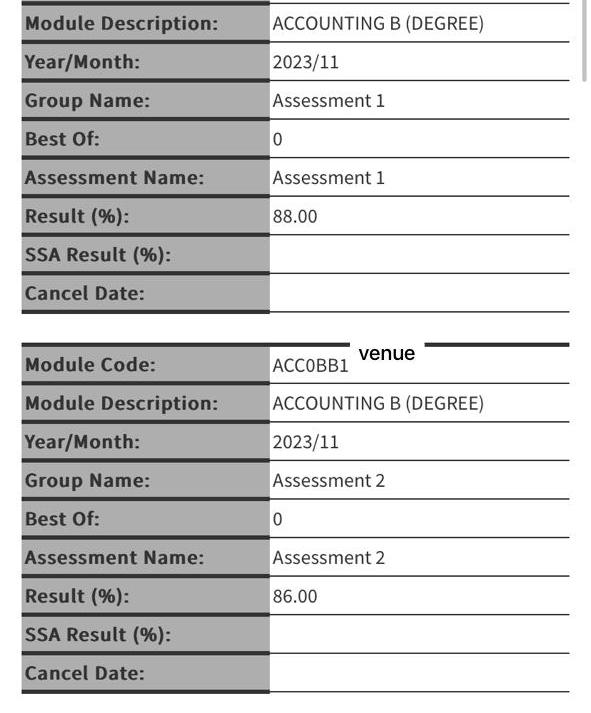 Module Description: ACCOUNTING B (DEGREE)
Year/Month: 2023/11
Group Name: Assessment 1
Best Of: 0
Assessment Name: Assessment 1
Result (%): 88.00
SSA Result (%):
Cancel Date:
venue
Module Code: ACC0BB1
Module Description: ACCOUNTING B (DEGREE)
Year/Month: 2023/11
Group Name: Assessment 2
Best Of: 0
Assessment Name: Assessment 2
Result (%): 86.00
SSA Result (%):
Cancel Date: